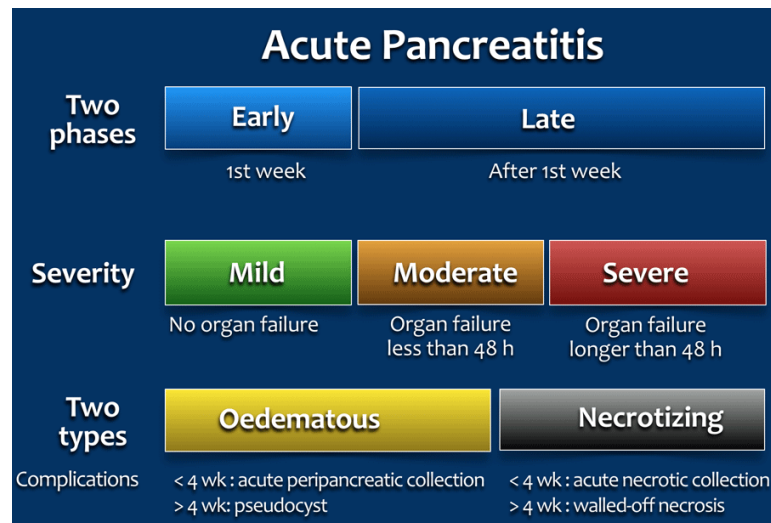 Acute Pancreatitis
Two
phases
Early
Late
1st week
After 1st week
Severity
Mild
Moderate
Severe
No organ failure
Organ failure
less than 48 h
Organ failure
longer than 48 h
Two
types
Oedematous
Necrotizing
Complications
< 4 wk : acute peripancreatic collection
> 4 wk: pseudocyst
< 4 wk : acute necrotic collection
> 4 wk : walled-off necrosis